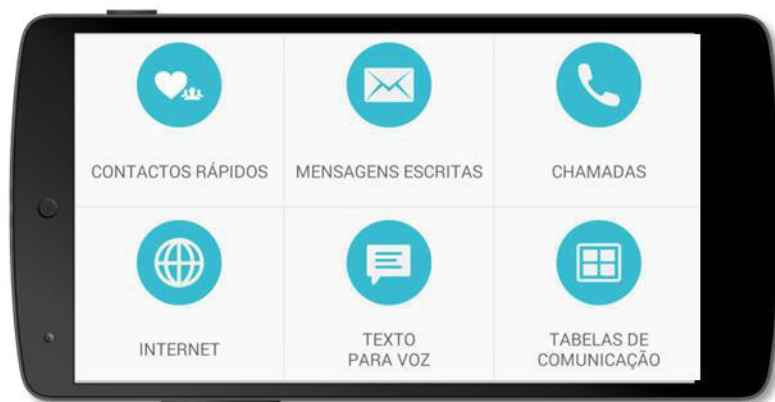 CONTACTOS RÁPIDOS
MENSAGENS ESCRITAS
CHAMADAS
INTERNET
TEXTO
PARA VOZ
TABELAS DE
COMUNICAÇÃO